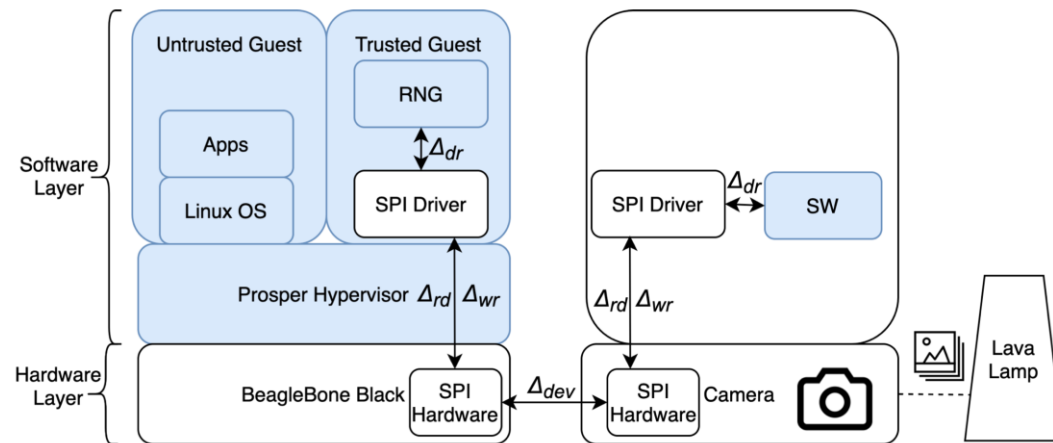 Untrusted Guest
Trusted Guest
RNG
Apps
Δdr
Software
Layer
SPI Driver
Linux OS
SPI Driver
Δdr
SW
Prosper Hypervisor
Δrd
Δwr
Δrd
Δwr
Hardware
Layer
BeagleBone Black
SPI
Hardware
Δdev
SPI
Hardware
Camera
Lava
Lamp